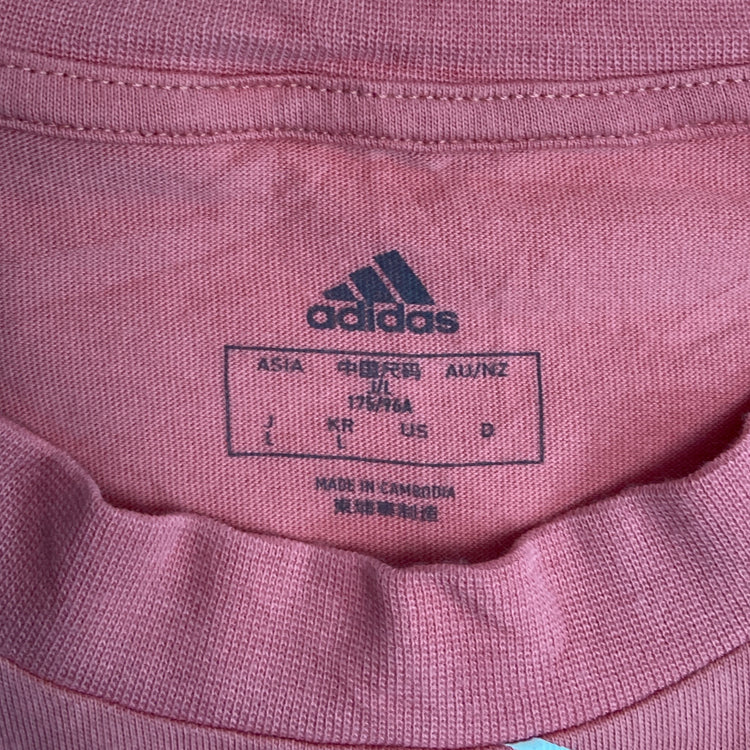 adidas
ASIA 中国尺码 AU/NZ
J/L
175/96A
J KR US D
L L
MADE IN CAMBODIA
柬埔寨制造